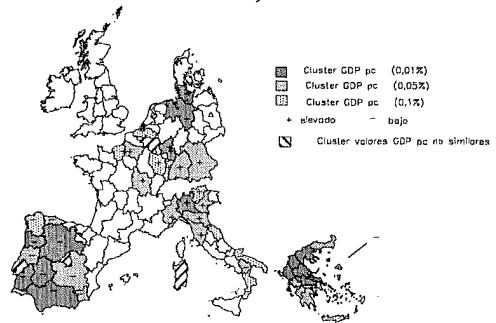 Cluster GDP pc (0,01%)
Cluster GDP pc (0,05%)
Cluster GDP pc (0,1%)
+ elevado - bajo
Cluster valores GDP pc no similares